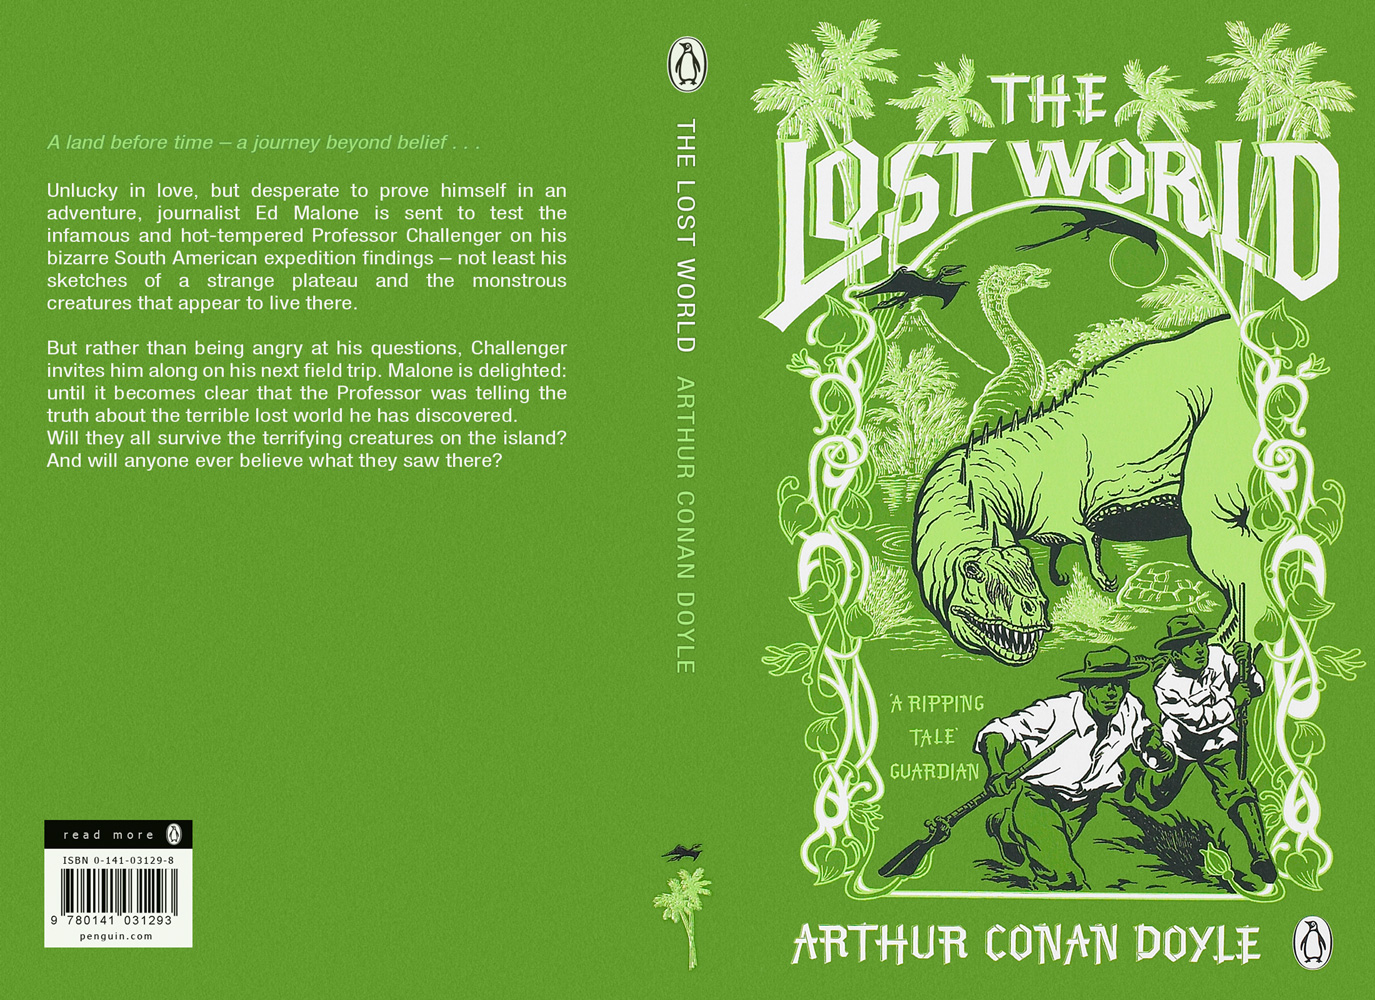 A land before time – a journey beyond belief . . .
Unlucky in love, but desperate to prove himself in an
adventure, journalist Ed Malone is sent to test the
infamous and hot-tempered Professor Challenger on his
bizarre South American expedition findings – not least his
sketches of a strange plateau and the monstrous
creatures that appear to live there.
But rather than being angry at his questions, Challenger
invites him along on his next field trip. Malone is delighted:
until it becomes clear that the Professor was telling the
truth about the terrible lost world he has discovered.
Will they all survive the terrifying creatures on the island?
And will anyone ever believe what they saw there?
read more
ISBN 0-141-03129-8
9 780141 031293
penguin.com
THE LOST WORLD ARTHUR CONAN DOYLE
THE
LOST WORLD
'A RIPPING
TALE'
GUARDIAN
ARTHUR CONAN DOYLE